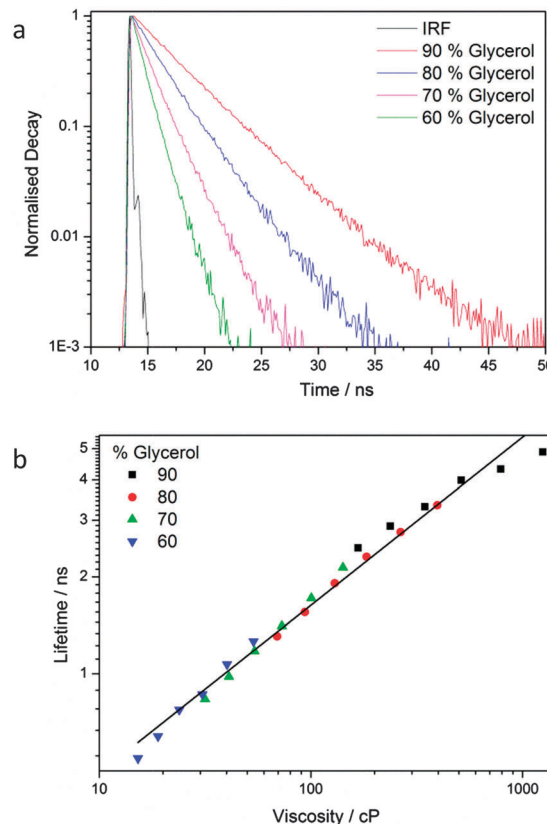 a
IRF
90 % Glycerol
80 % Glycerol
70 % Glycerol
60 % Glycerol
1
0.1
0.01
1E-3
Normalised Decay
10 15 20 25 30 35 40 45 50
Time / ns
b
% Glycerol
90
80
70
60
5
4
3
2
1
Lifetime / ns
10 100 1000
Viscosity / cP